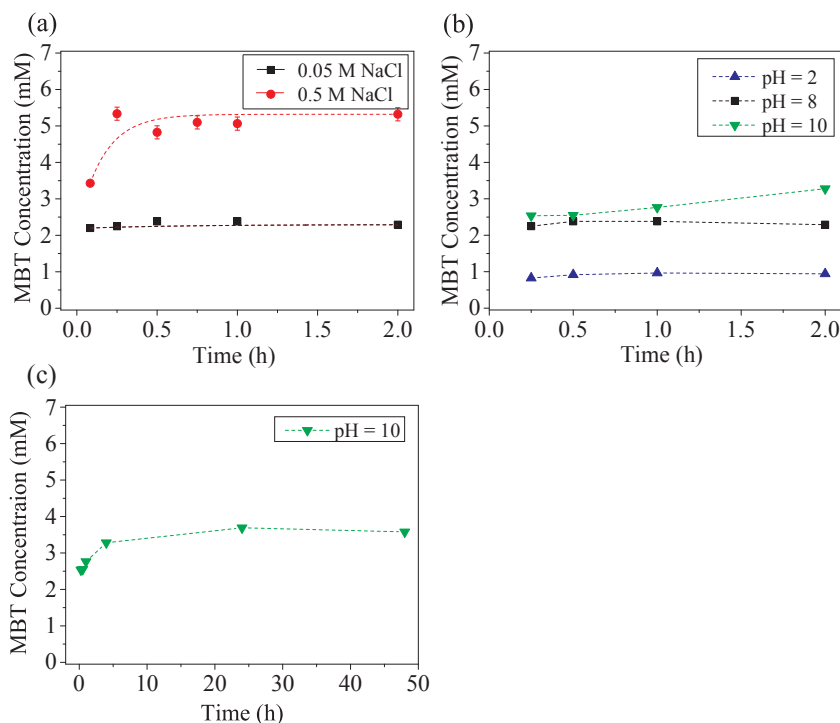 (a)
MBT Concentration (mM)
7
6
5
4
3
2
1
0
0.05 M NaCl
0.5 M NaCl
0.0
0.5
1.0
1.5
2.0
Time (h)
(b)
MBT Concentration (mM)
7
6
5
4
3
2
1
0
pH = 2
pH = 8
pH = 10
0.0
0.5
1.0
1.5
2.0
Time (h)
(c)
MBT Concentraion (mM)
7
6
5
4
3
2
1
0
pH = 10
0
10
20
30
40
50
Time (h)